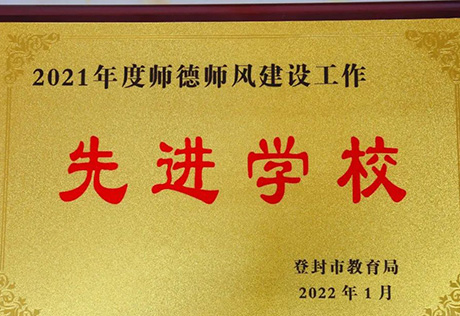 2021年度师德师风建设工作
先进学校
登封市教育局
2022年1月